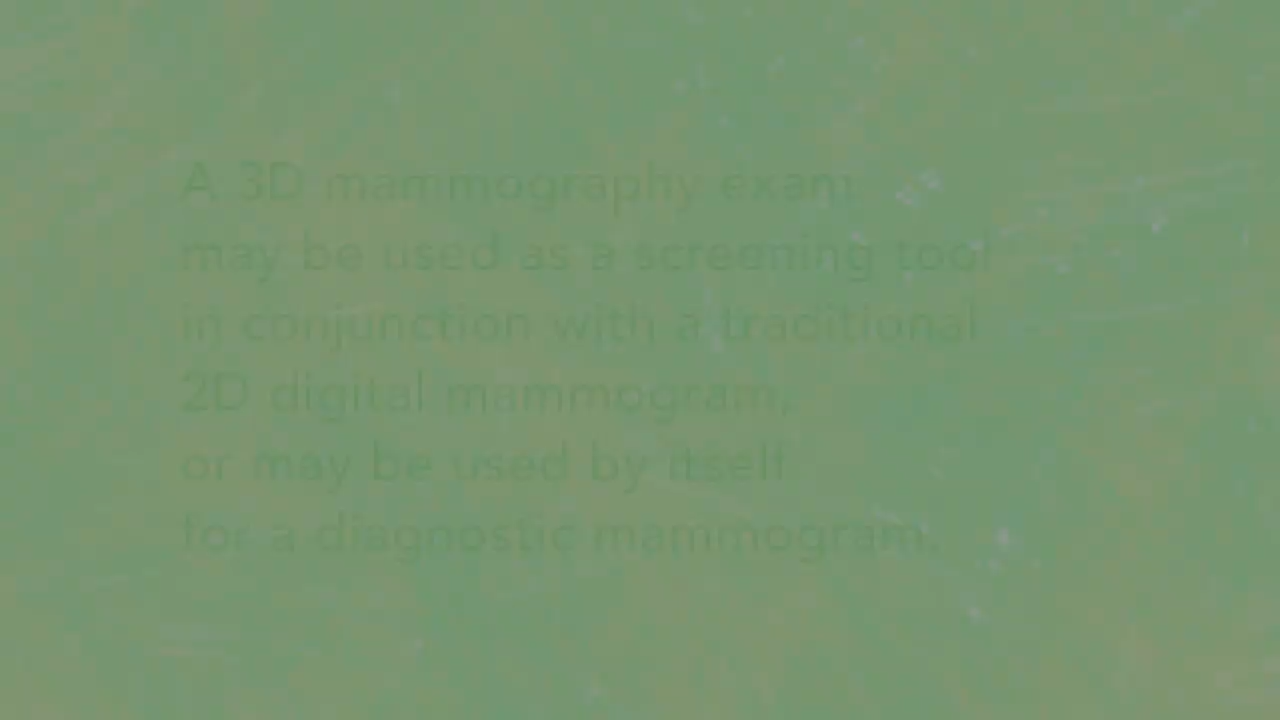 A 3D mammography exam
may be used as a screening tool
in conjunction with a traditional
2D digital mammogram,
or may be used by itself
for a diagnostic mammogram.